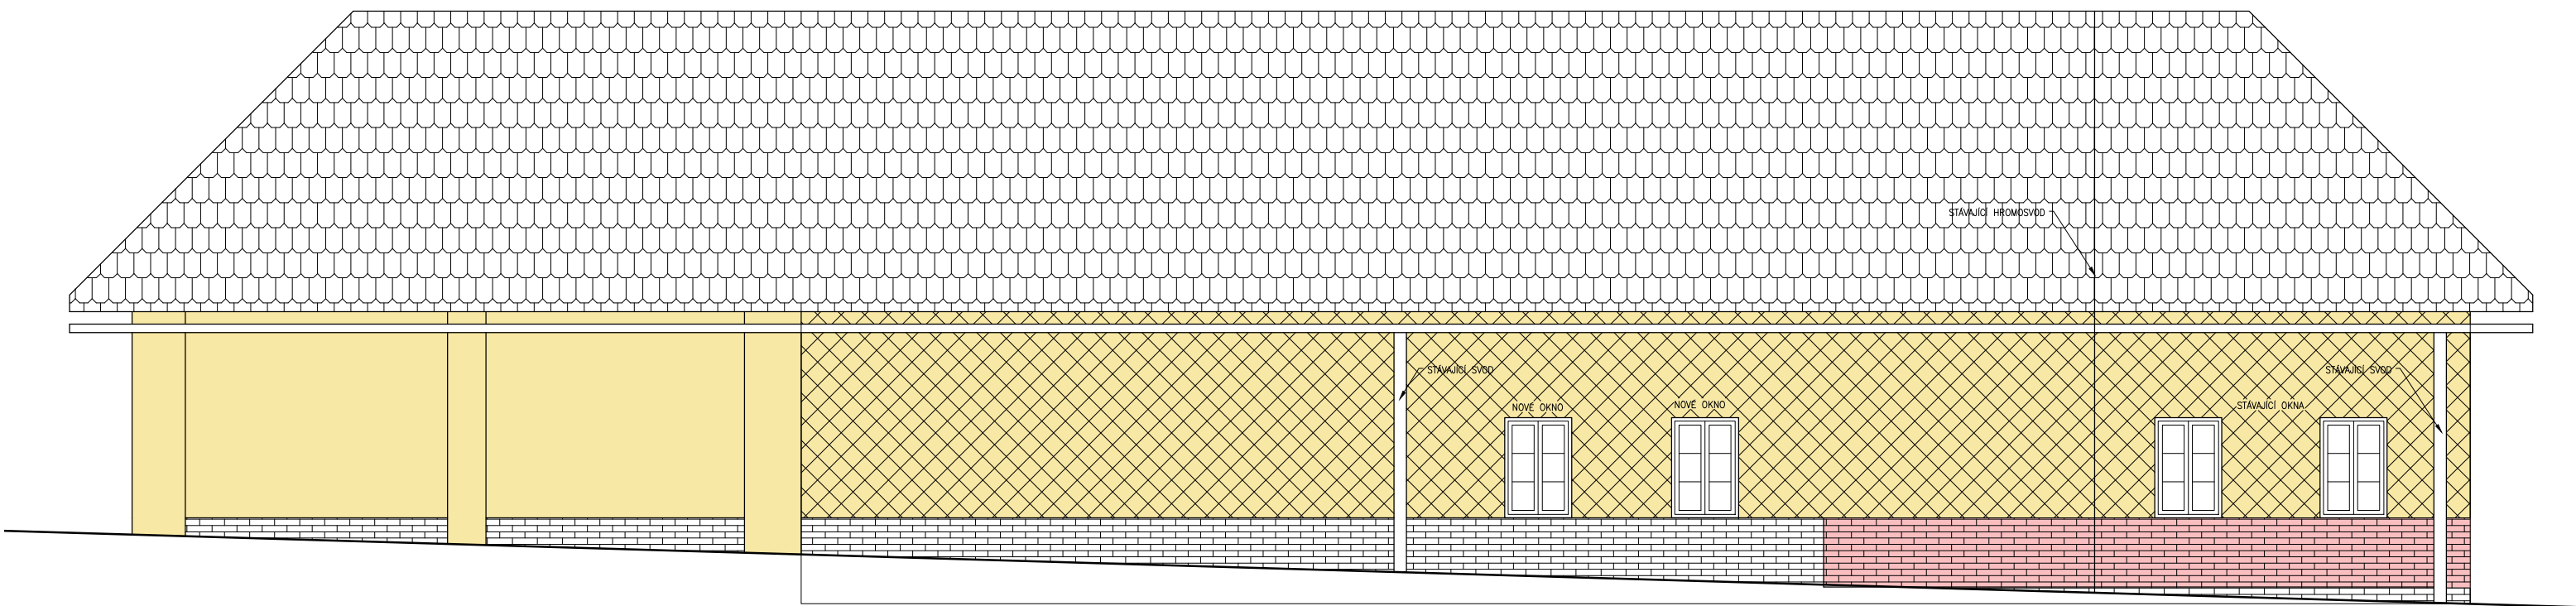 STÁVAJÍCÍ HROMOSVOD
STÁVAJÍCÍ SVOD
STÁVAJÍCÍ SVOD
NOVÉ OKNO
NOVÉ OKNO
STÁVAJÍCÍ OKNA